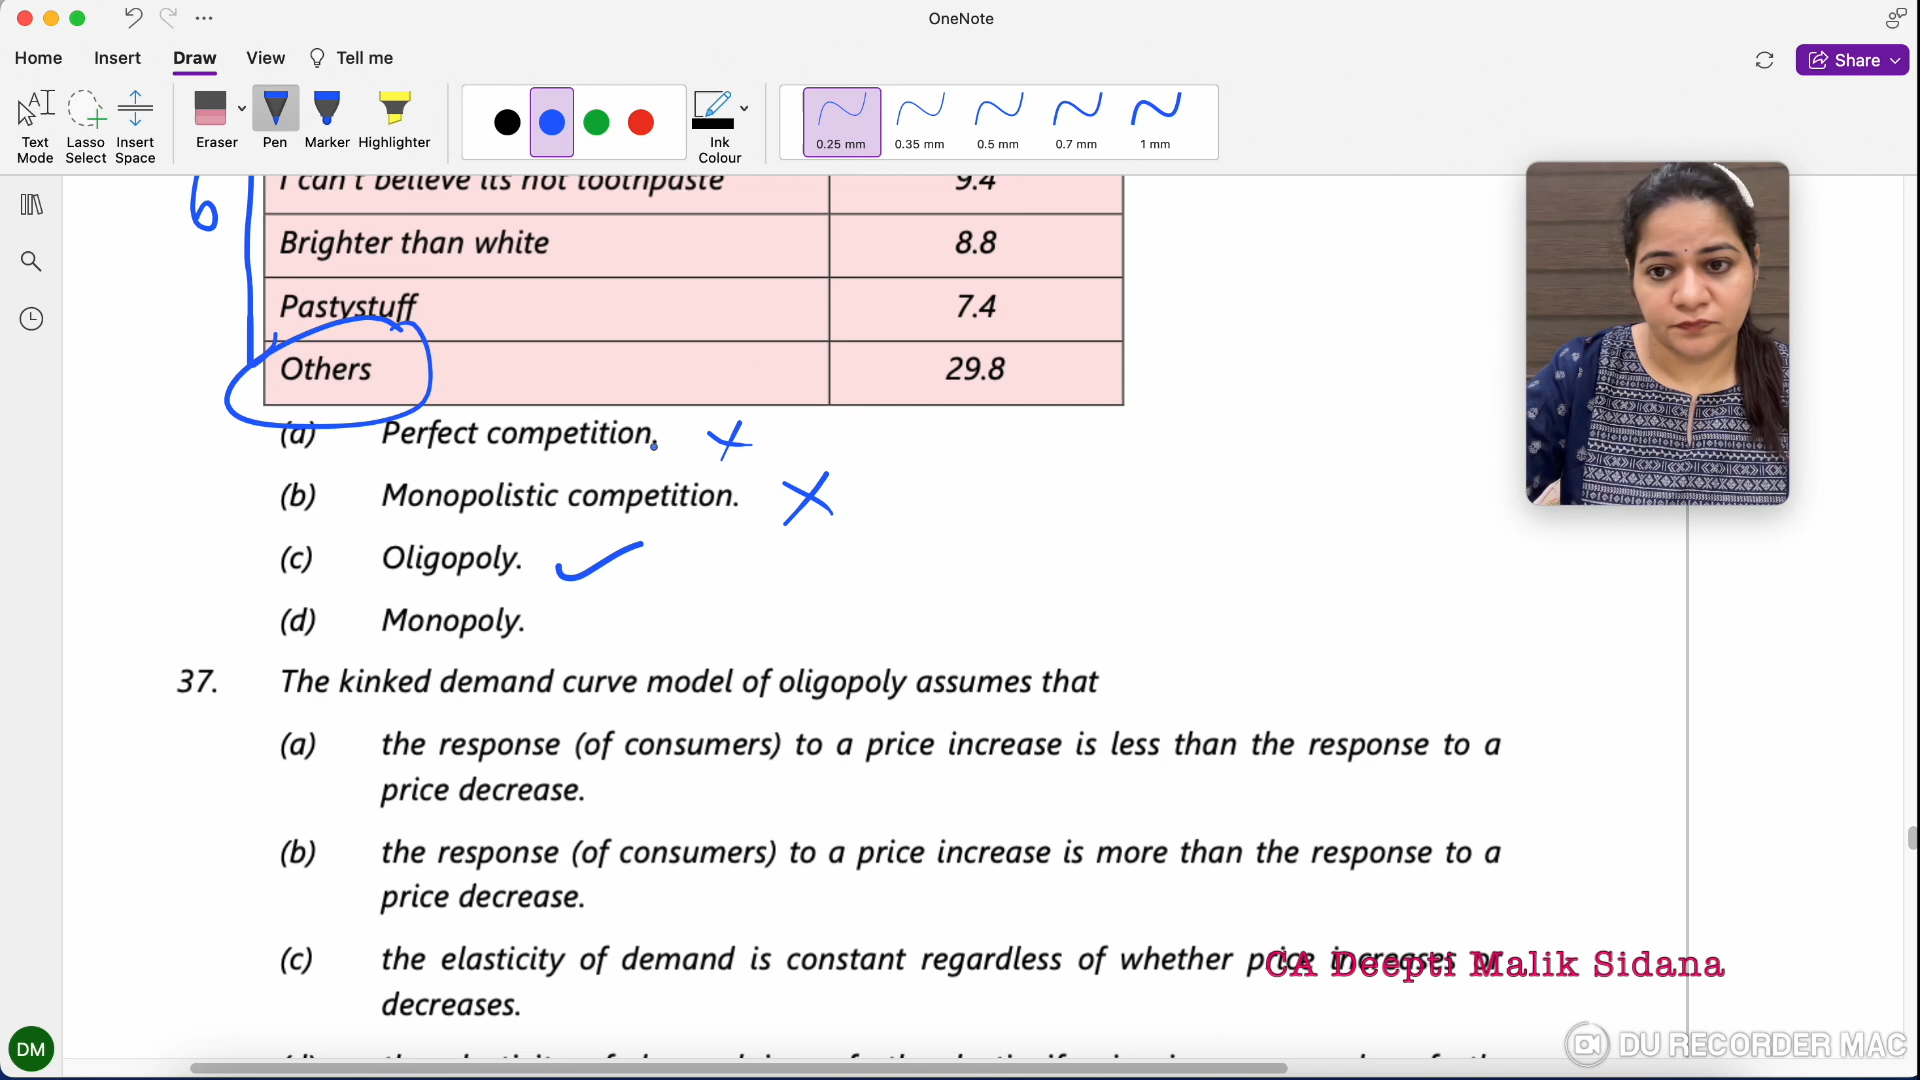 OneNote
Home Insert Draw View Tell me Share
Text Mode Lasso Select Insert Space Eraser Pen Marker Highlighter Ink Colour 0.25 mm 0.35 mm 0.5 mm 0.7 mm 1 mm
6
I can't believe its not toothpaste 9.4
Brighter than white 8.8
Pastystuff 7.4
Others 29.8
(a) Perfect competition.
(b) Monopolistic competition.
(c) Oligopoly.
(d) Monopoly.
37. The kinked demand curve model of oligopoly assumes that
(a) the response (of consumers) to a price increase is less than the response to a
price decrease.
(b) the response (of consumers) to a price increase is more than the response to a
price decrease.
(c) the elasticity of demand is constant regardless of whether price increases or
decreases.
CA Deepti Malik Sidana
DM
DU RECORDER MAC